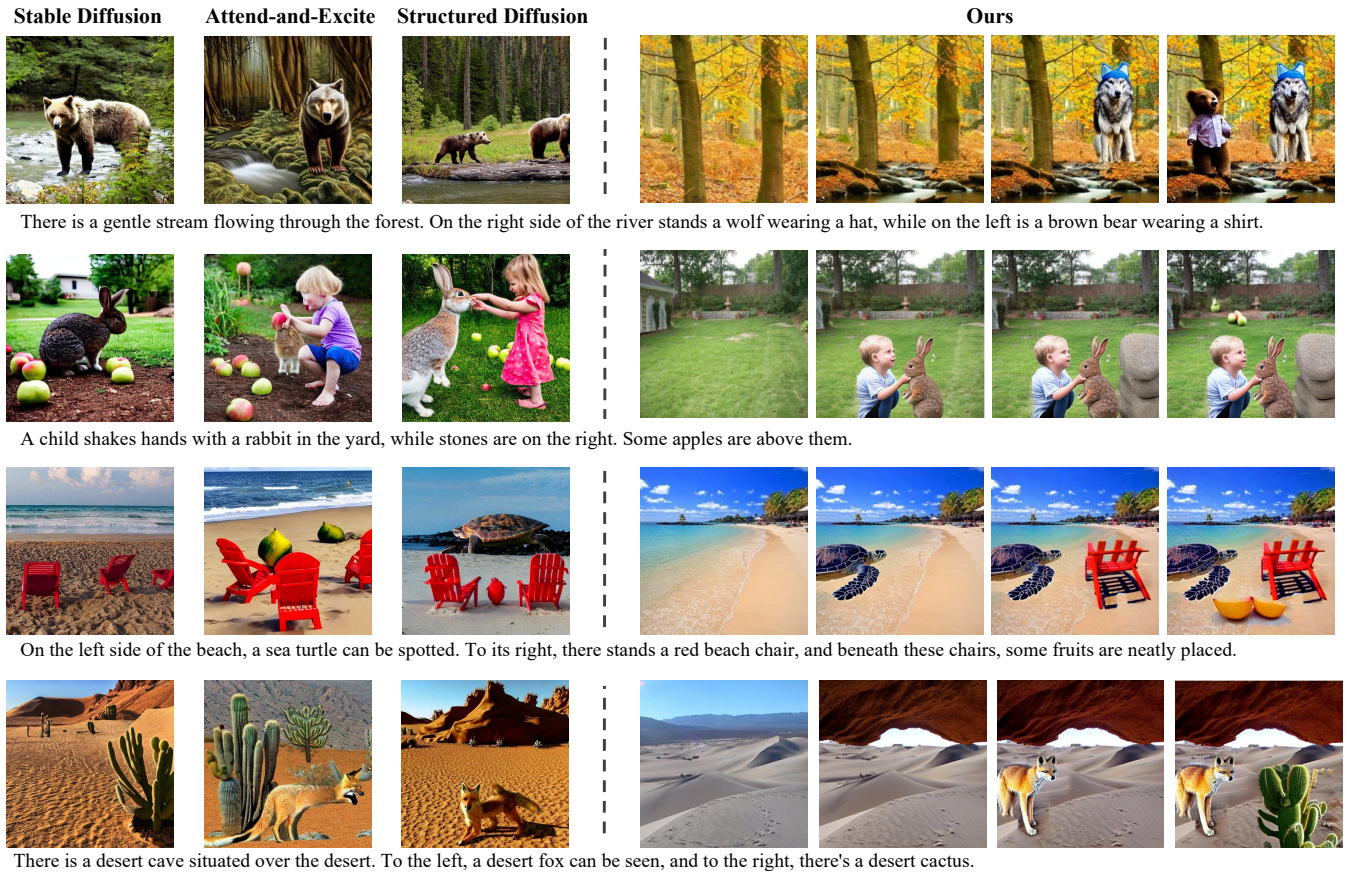 Stable Diffusion Attend-and-Excite Structured Diffusion Ours
There is a gentle stream flowing through the forest. On the right side of the river stands a wolf wearing a hat, while on the left is a brown bear wearing a shirt.
A child shakes hands with a rabbit in the yard, while stones are on the right. Some apples are above them.
On the left side of the beach, a sea turtle can be spotted. To its right, there stands a red beach chair, and beneath these chairs, some fruits are neatly placed.
There is a desert cave situated over the desert. To the left, a desert fox can be seen, and to the right, there's a desert cactus.